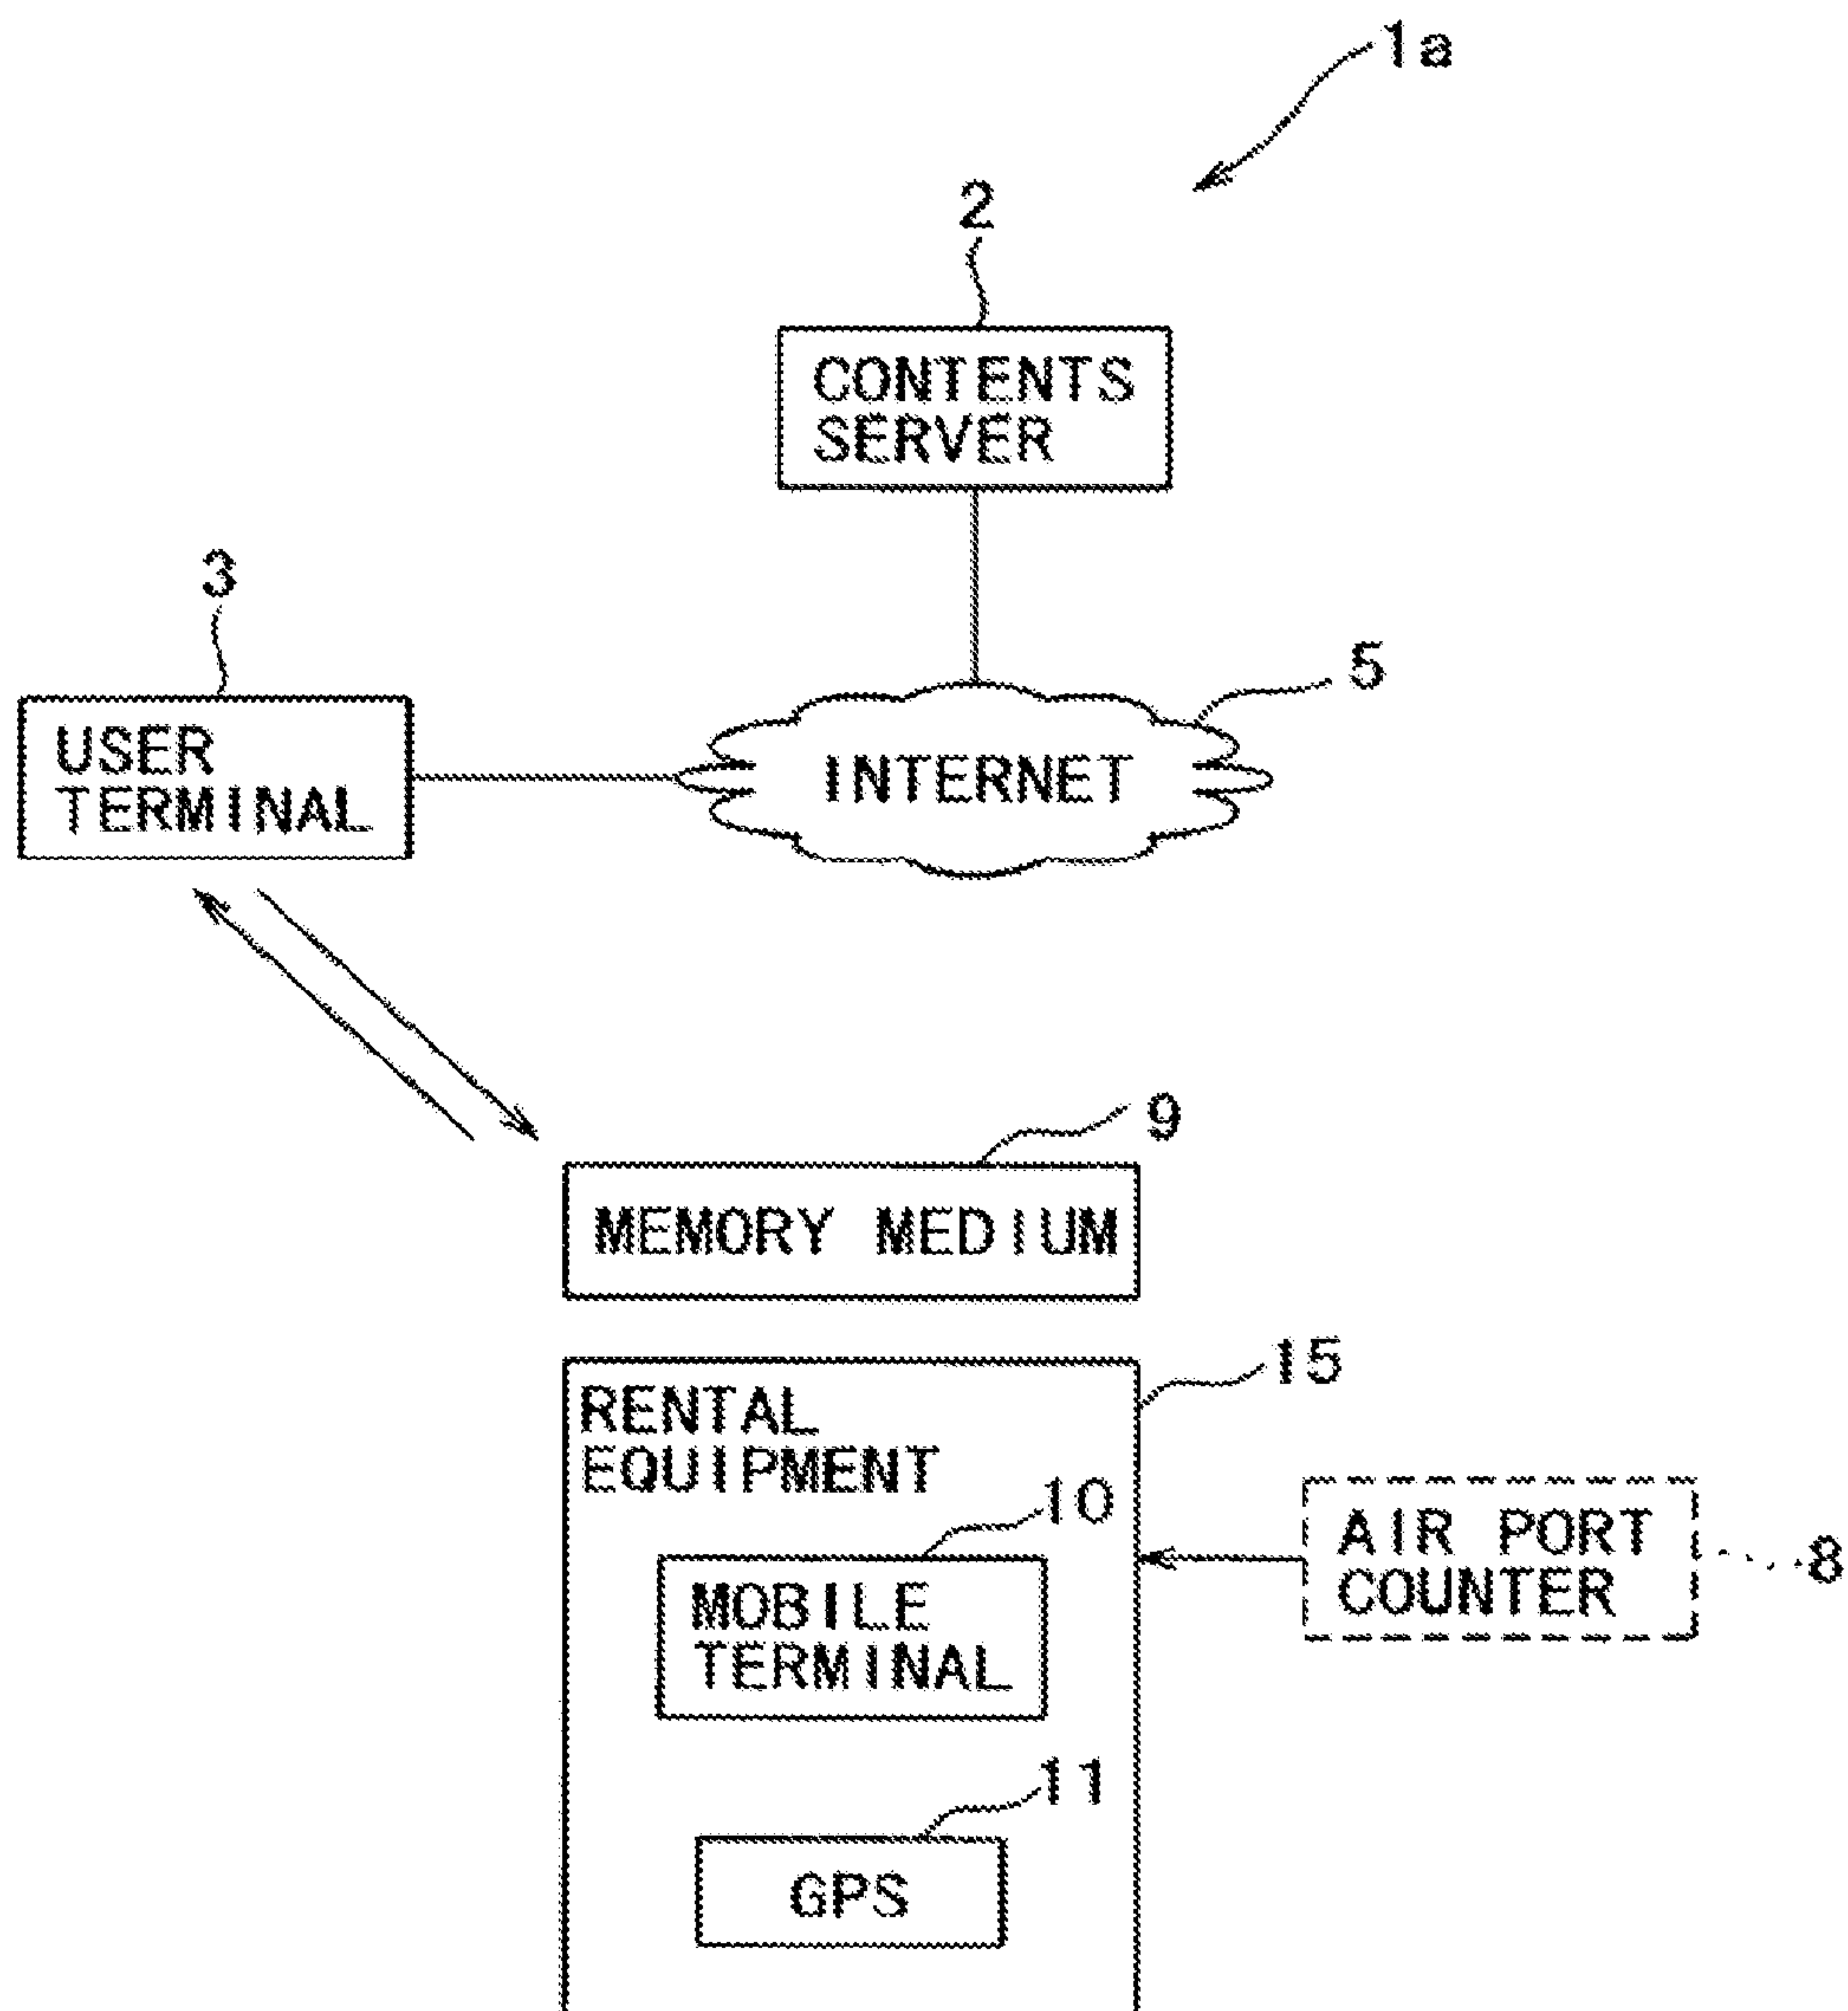 1a
2
CONTENTS
SERVER
3
5
USER
TERMINAL
INTERNET
9
MEMORY MEDIUM
15
RENTAL
EQUIPMENT
10
AIR PORT
COUNTER
8
MOBILE
TERMINAL
11
GPS